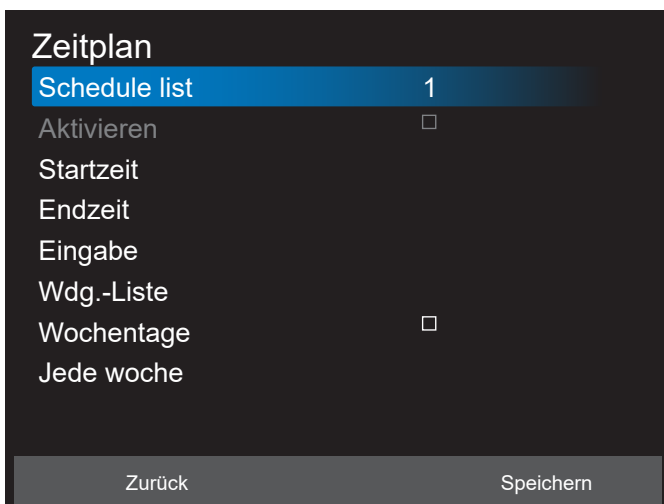 Zeitplan
Schedule list 1
Aktivieren
Startzeit
Endzeit
Eingabe
Wdg.-Liste
Wochentage
Jede woche
Zurück Speichern